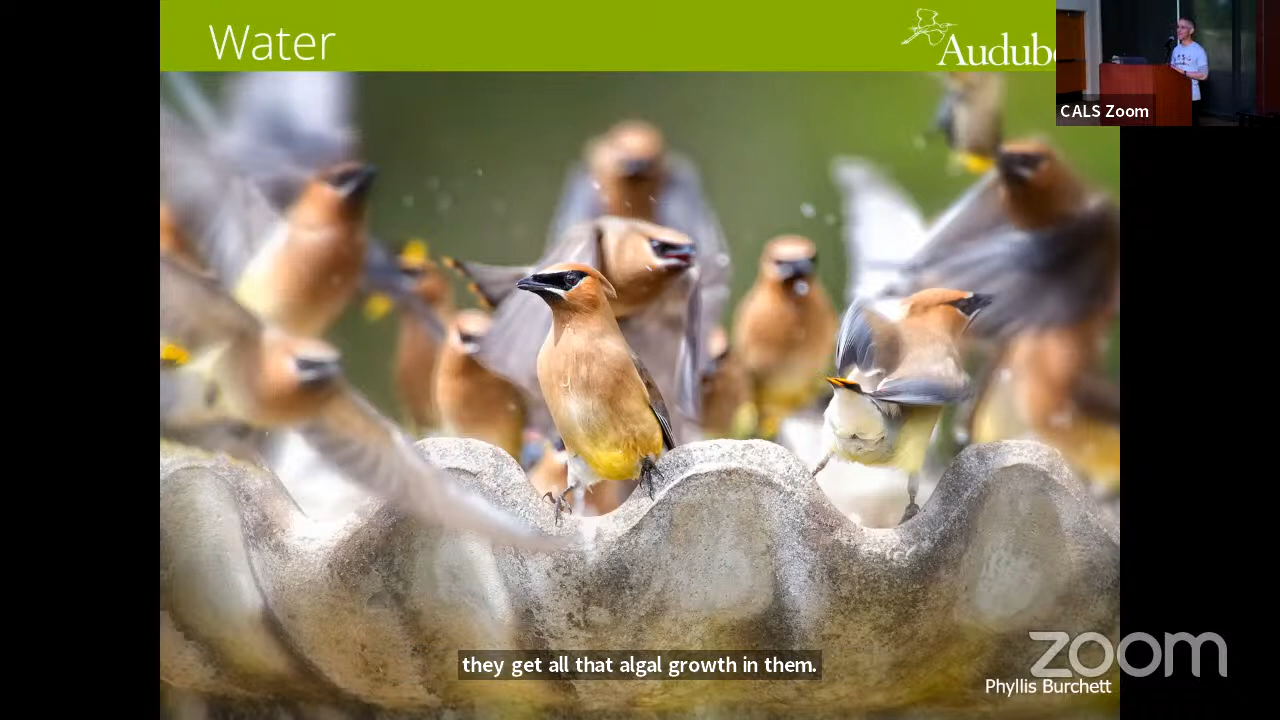 Water
Audubo
CALS Zoom
they get all that algal growth in them.
zoom
Phyllis Burchett